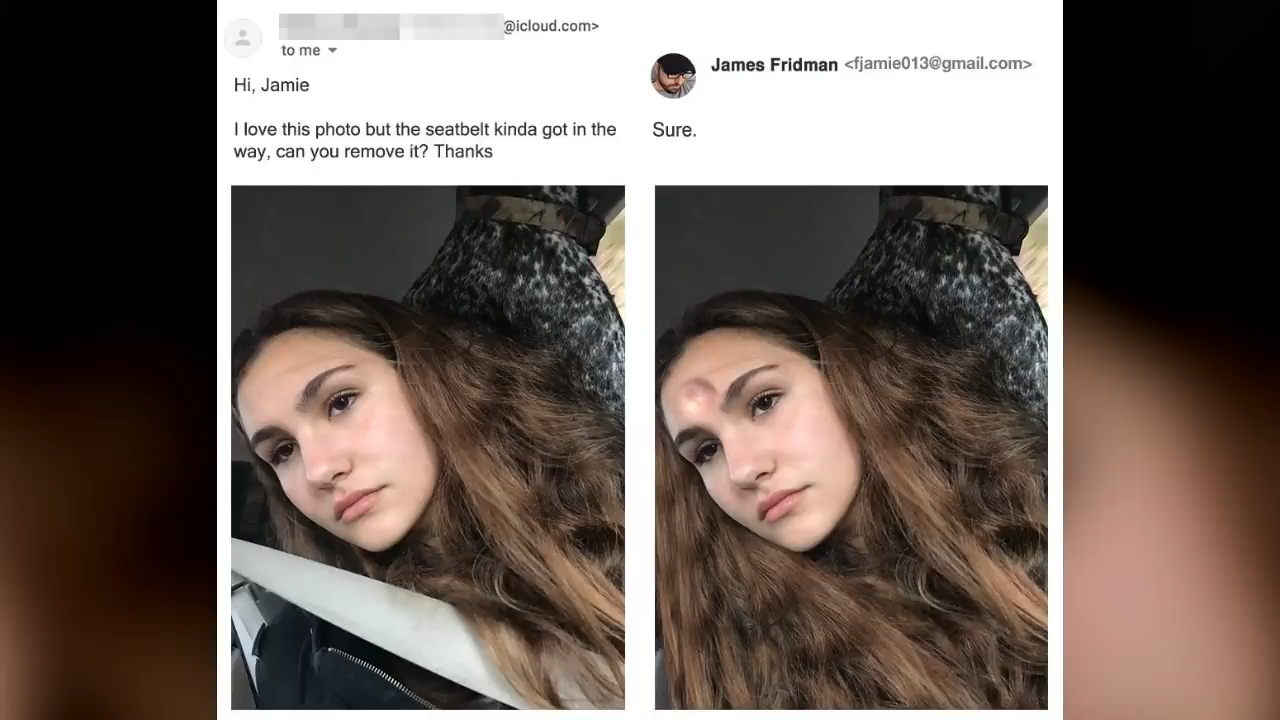 @icloud.com>
to me
Hi, Jamie
I love this photo but the seatbelt kinda got in the
way, can you remove it? Thanks
James Fridman <fjamie013@gmail.com>
Sure.